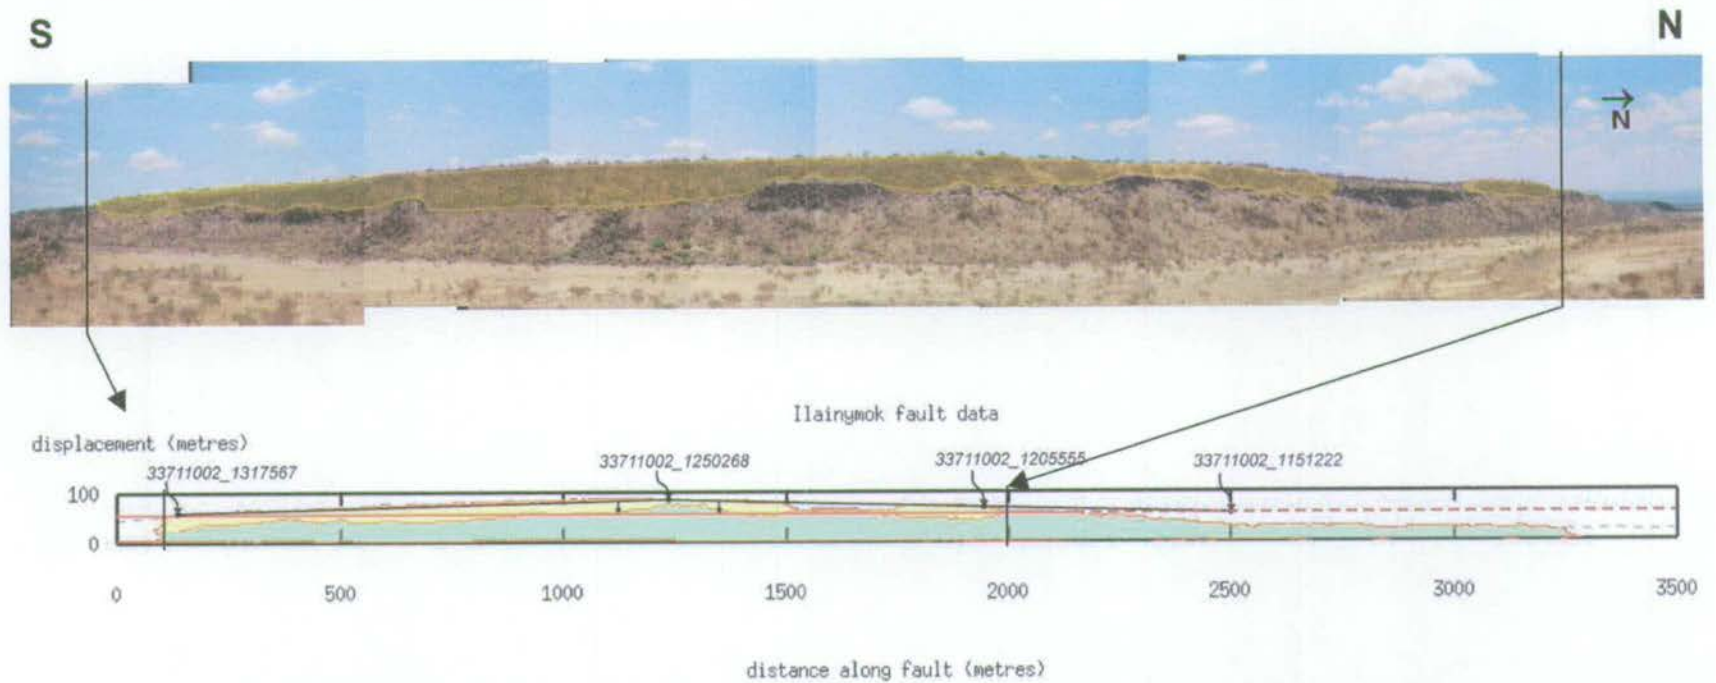 S N
N
Ilainymok fault data
displacement (metres)
33711002_1317567 33711002_1250268 33711002_1205555 33711002_1151222
100
0
0 500 1000 1500 2000 2500 3000 3500
distance along fault (metres)